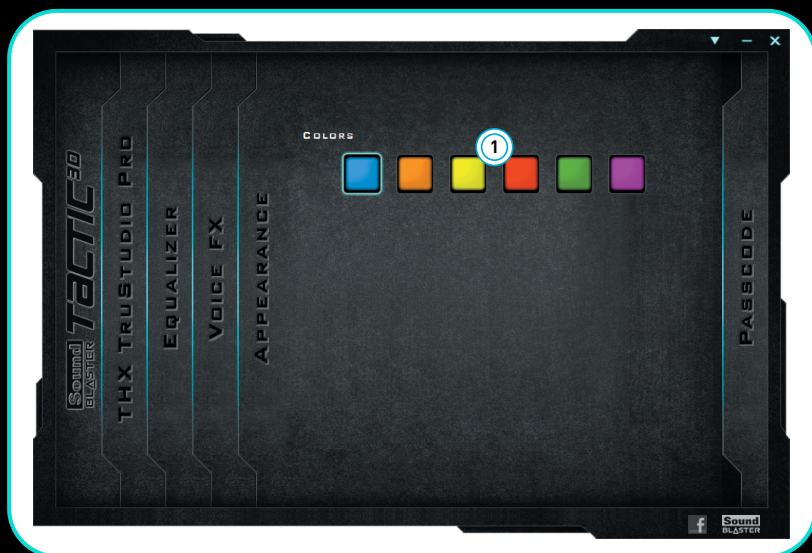 COLORS
1
Sound
BLASTER
TACTIC3D
THX TRUSTUDIO PRO
EQUALIZER
VOICE FX
APPEARANCE
PASSCODE
f
Sound
BLASTER